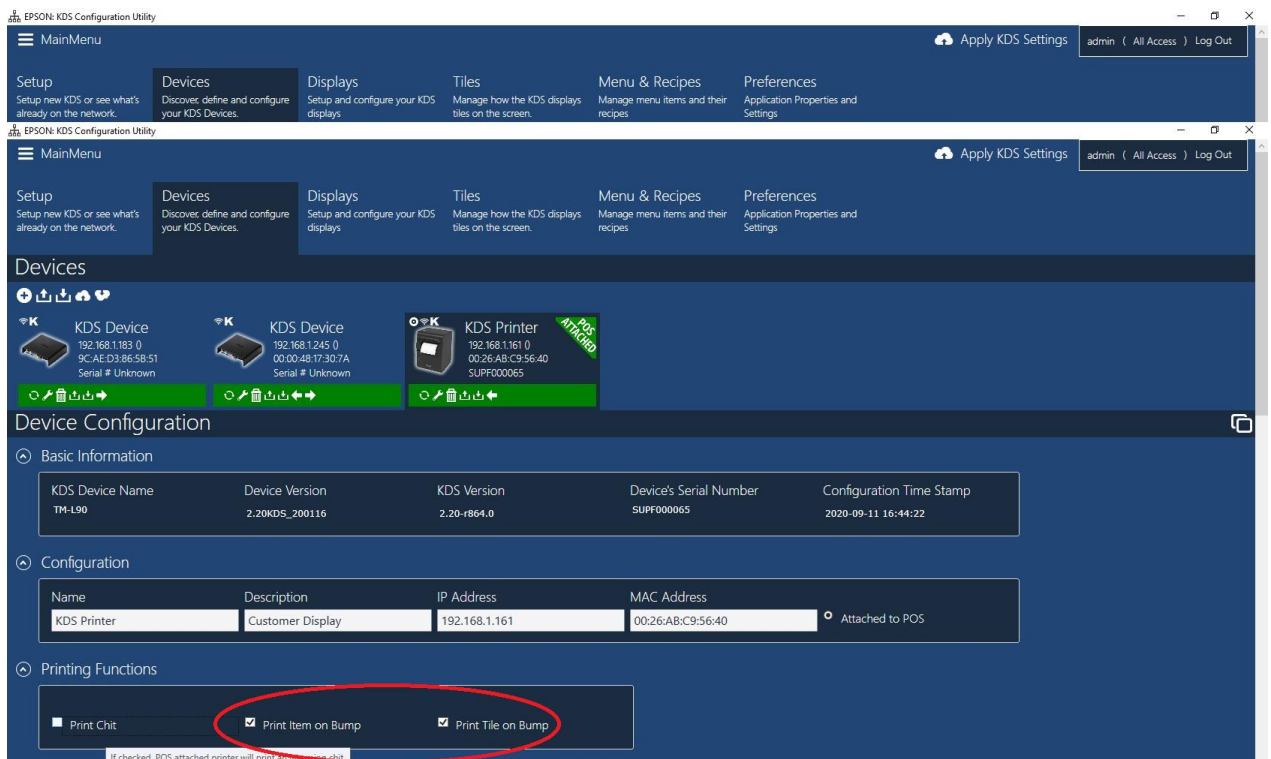 EPSON: KDS Configuration Utility
MainMenu
Apply KDS Settings
admin ( All Access ) Log Out
Setup
Setup new KDS or see what's
already on the network.
Devices
Discover, define and configure
your KDS Devices.
Displays
Setup and configure your KDS
displays
Tiles
Manage how the KDS displays
tiles on the screen.
Menu & Recipes
Manage menu items and their
recipes
Preferences
Application Properties and
Settings
EPSON: KDS Configuration Utility
MainMenu
Apply KDS Settings
admin ( All Access ) Log Out
Setup
Setup new KDS or see what's
already on the network.
Devices
Discover, define and configure
your KDS Devices.
Displays
Setup and configure your KDS
displays
Tiles
Manage how the KDS displays
tiles on the screen.
Menu & Recipes
Manage menu items and their
recipes
Preferences
Application Properties and
Settings
Devices
K
KDS Device
192.168.1.183 ()
9C:AE:D3:86:5B:51
Serial # Unknown
K
KDS Device
192.168.1.245 ()
00:00:48:17:30:7A
Serial # Unknown
K
KDS Printer
192.168.1.161 ()
00:26:AB:C9:56:40
SUPF000065
POS
ATTACHED
Device Configuration
Basic Information
KDS Device Name
TM-L90
Device Version
2.20KDS_200116
KDS Version
2.20-r864.0
Device's Serial Number
SUPF000065
Configuration Time Stamp
2020-09-11 16:44:22
Configuration
Name
KDS Printer
Description
Customer Display
IP Address
192.168.1.161
MAC Address
00:26:AB:C9:56:40
Attached to POS
Printing Functions
Print Chit
Print Item on Bump
Print Tile on Bump
If checked, POS attached printer will print an chit